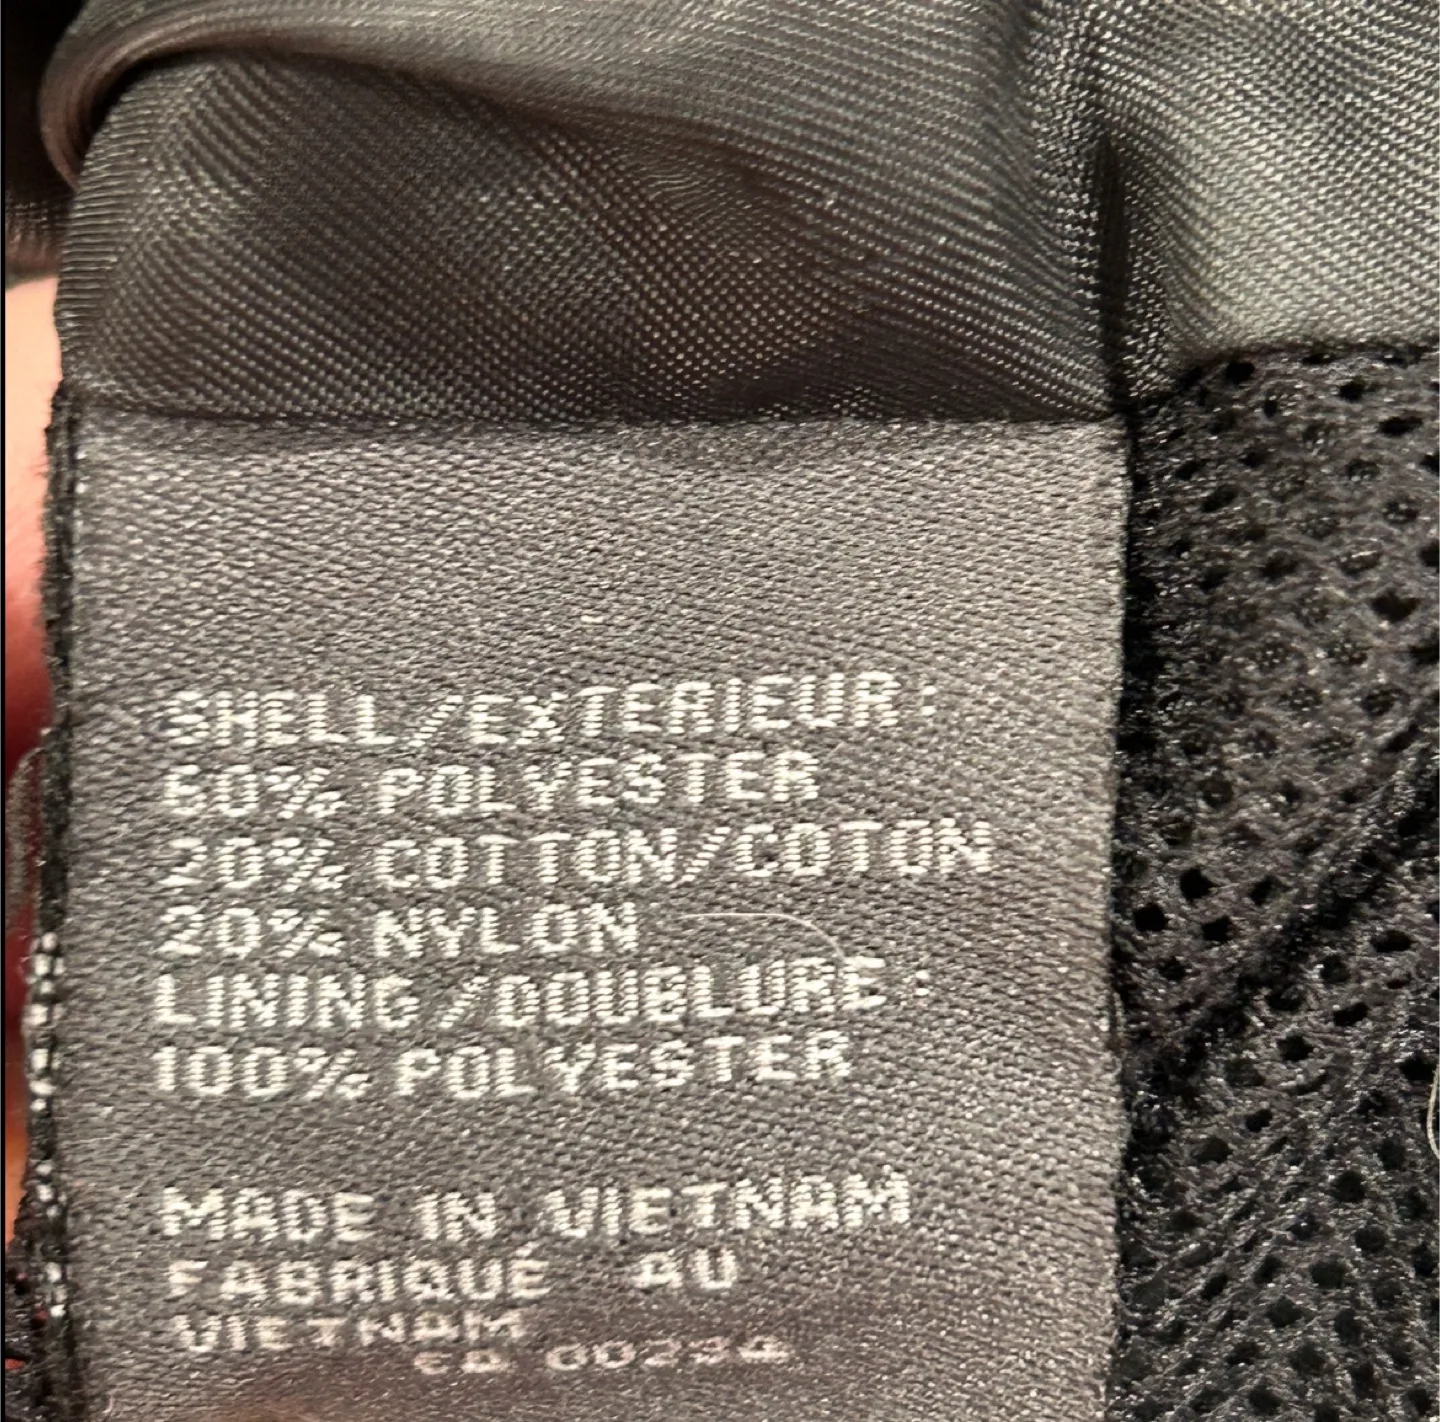 SHELL/EXTERIEUR:
60% POLYESTER
20% COTTON/COTON
20% NYLON
LINING/DOUBLURE:
100% POLYESTER
MADE IN VIETNAM
FABRIQUÉ AU
VIETNAM
CA 00234